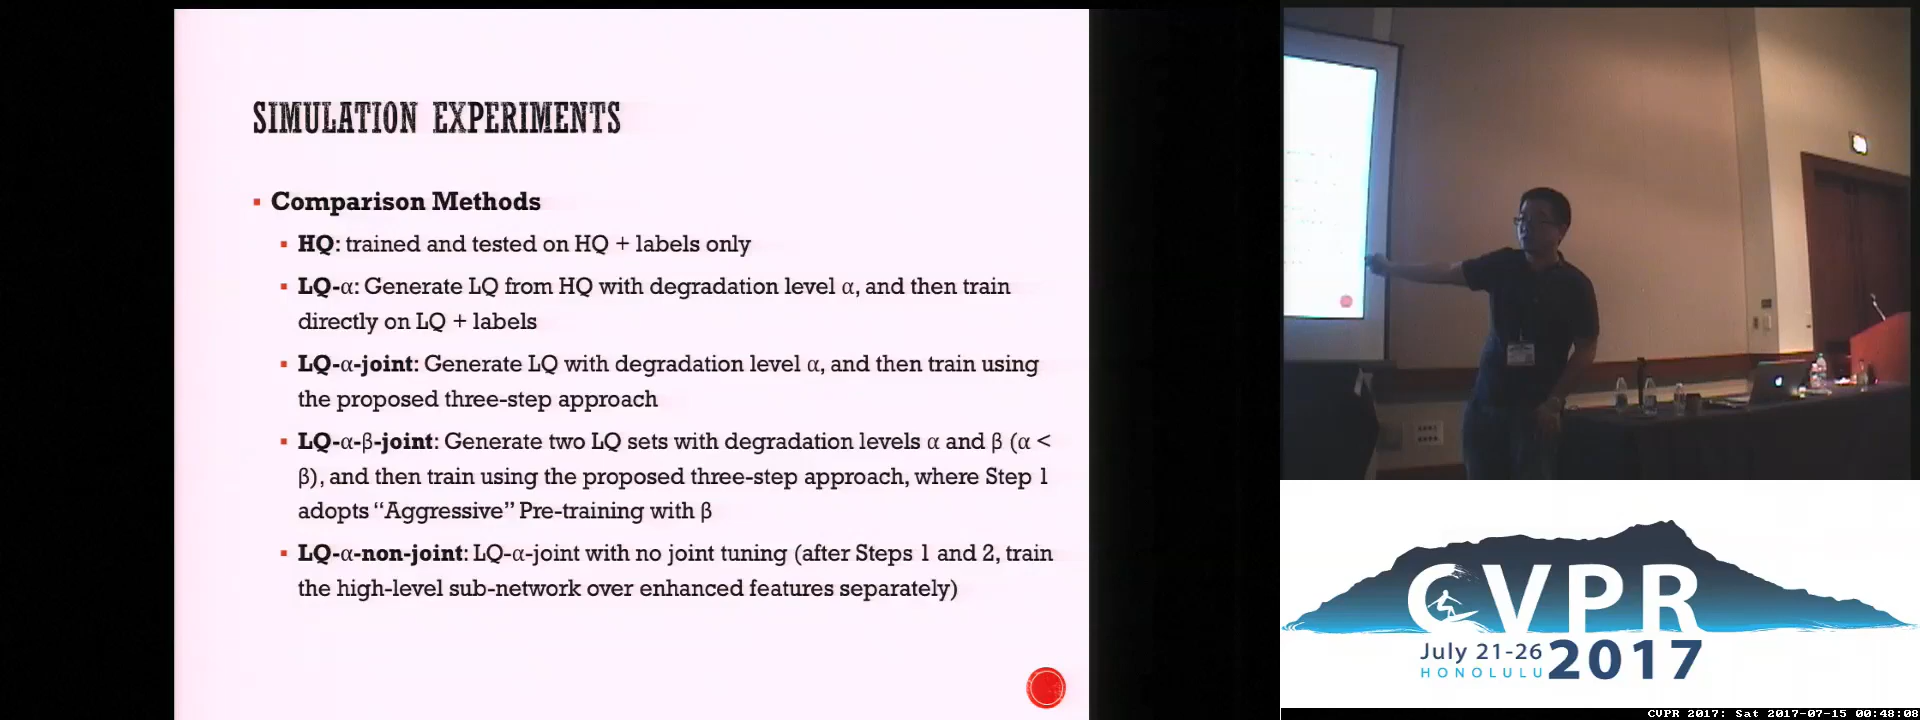 SIMULATION EXPERIMENTS
▪ Comparison Methods
▪ HQ: trained and tested on HQ + labels only
▪ LQ-α: Generate LQ from HQ with degradation level α, and then train
directly on LQ + labels
▪ LQ-α-joint: Generate LQ with degradation level α, and then train using
the proposed three-step approach
▪ LQ-α-β-joint: Generate two LQ sets with degradation levels α and β (α <
β), and then train using the proposed three-step approach, where Step 1
adopts “Aggressive” Pre-training with β
▪ LQ-α-non-joint: LQ-α-joint with no joint tuning (after Steps 1 and 2, train
the high-level sub-network over enhanced features separately)
CVPR
July 21-26
HONOLULU
2017
CVPR 2017: Sat 2017-07-15 00:48:08